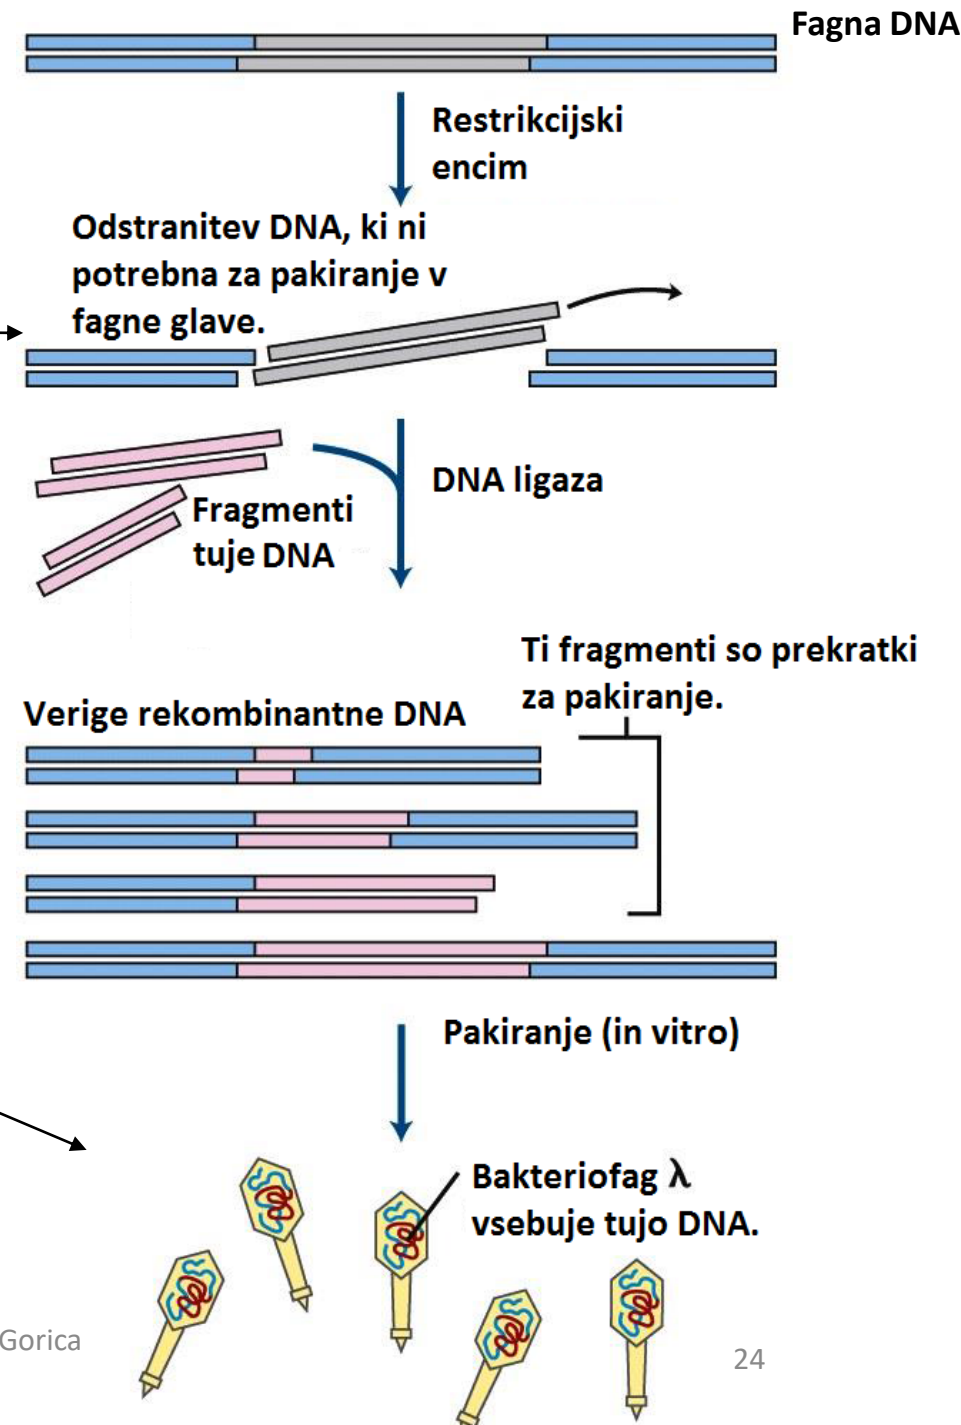 Fagna DNA
Restrikcijski
encim
Odstranitev DNA, ki ni
potrebna za pakiranje v
fagne glave.
DNA ligaza
Fragmenti
tuje DNA
Ti fragmenti so prekratki
za pakiranje.
Verige rekombinantne DNA
Pakiranje (in vitro)
Bakteriofag λ
vsebuje tujo DNA.
Gorica
24